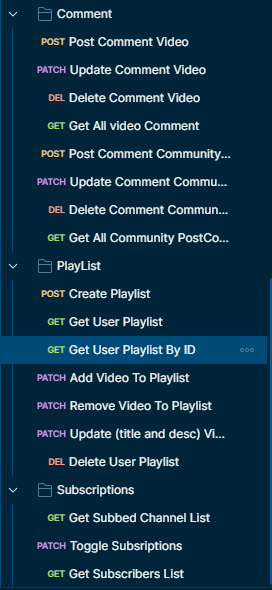 Comment
POST Post Comment Video
PATCH Update Comment Video
DEL Delete Comment Video
GET Get All video Comment
POST Post Comment Community...
PATCH Update Comment Commu...
DEL Delete Comment Commun...
GET Get All Community PostCo...
PlayList
POST Create Playlist
GET Get User Playlist
GET Get User Playlist By ID
PATCH Add Video To Playlist
PATCH Remove Video To Playlist
PATCH Update (title and desc) Vi...
DEL Delete User Playlist
Subscriptions
GET Get Subbed Channel List
PATCH Toggle Subsriptions
GET Get Subscribers List